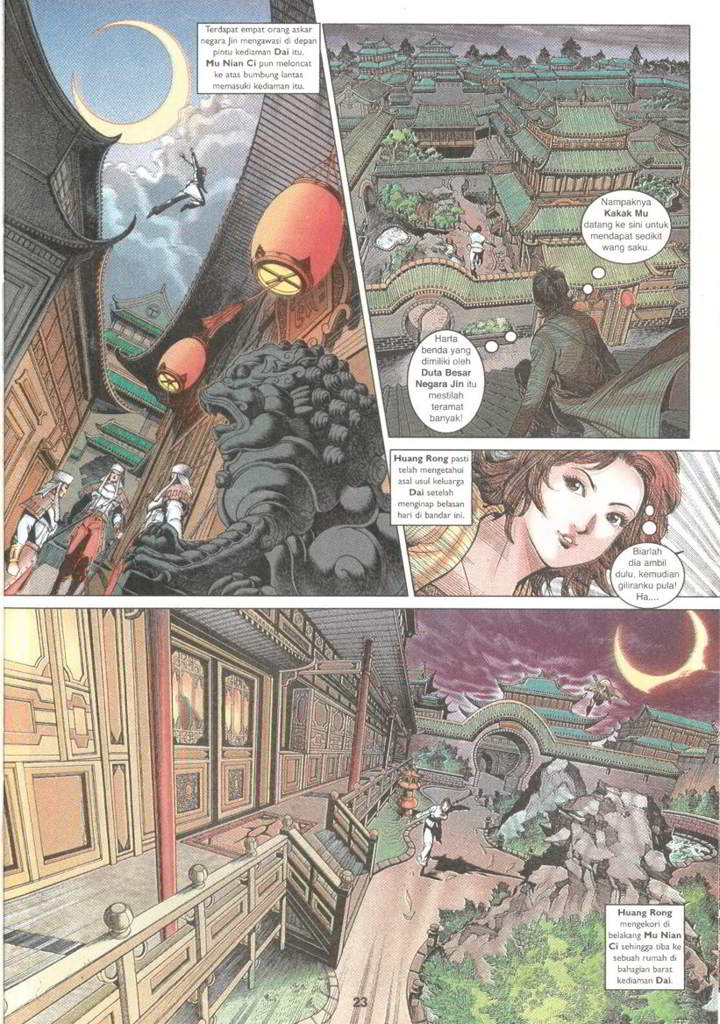 Terdapat empat orang askar
negara Jin mengawasi di depan
pintu kediaman Dai itu.
Mu Nian Ci pun meloncat
ke atas bumbung lantas
memasuki kediaman itu.
Nampaknya
Kakak Mu
datang ke sini untuk
mendapat sedikit
wang saku.
Harta
benda yang
dimiliki oleh
Duta Besar
Negara Jin itu
mestilah
teramat
banyak!
Huang Rong pasti
telah mengetahui
asal usul keluarga
Dai setelah
menginap belasan
hari di bandar ini.
Biarlah
dia ambil
dulu, kemudian
giliranku pula!
Ha....
Huang Rong
mengekori di
belakang Mu Nian
Ci sehingga tiba ke
sebuah rumah di
bahagian barat
kediaman Dai.
23